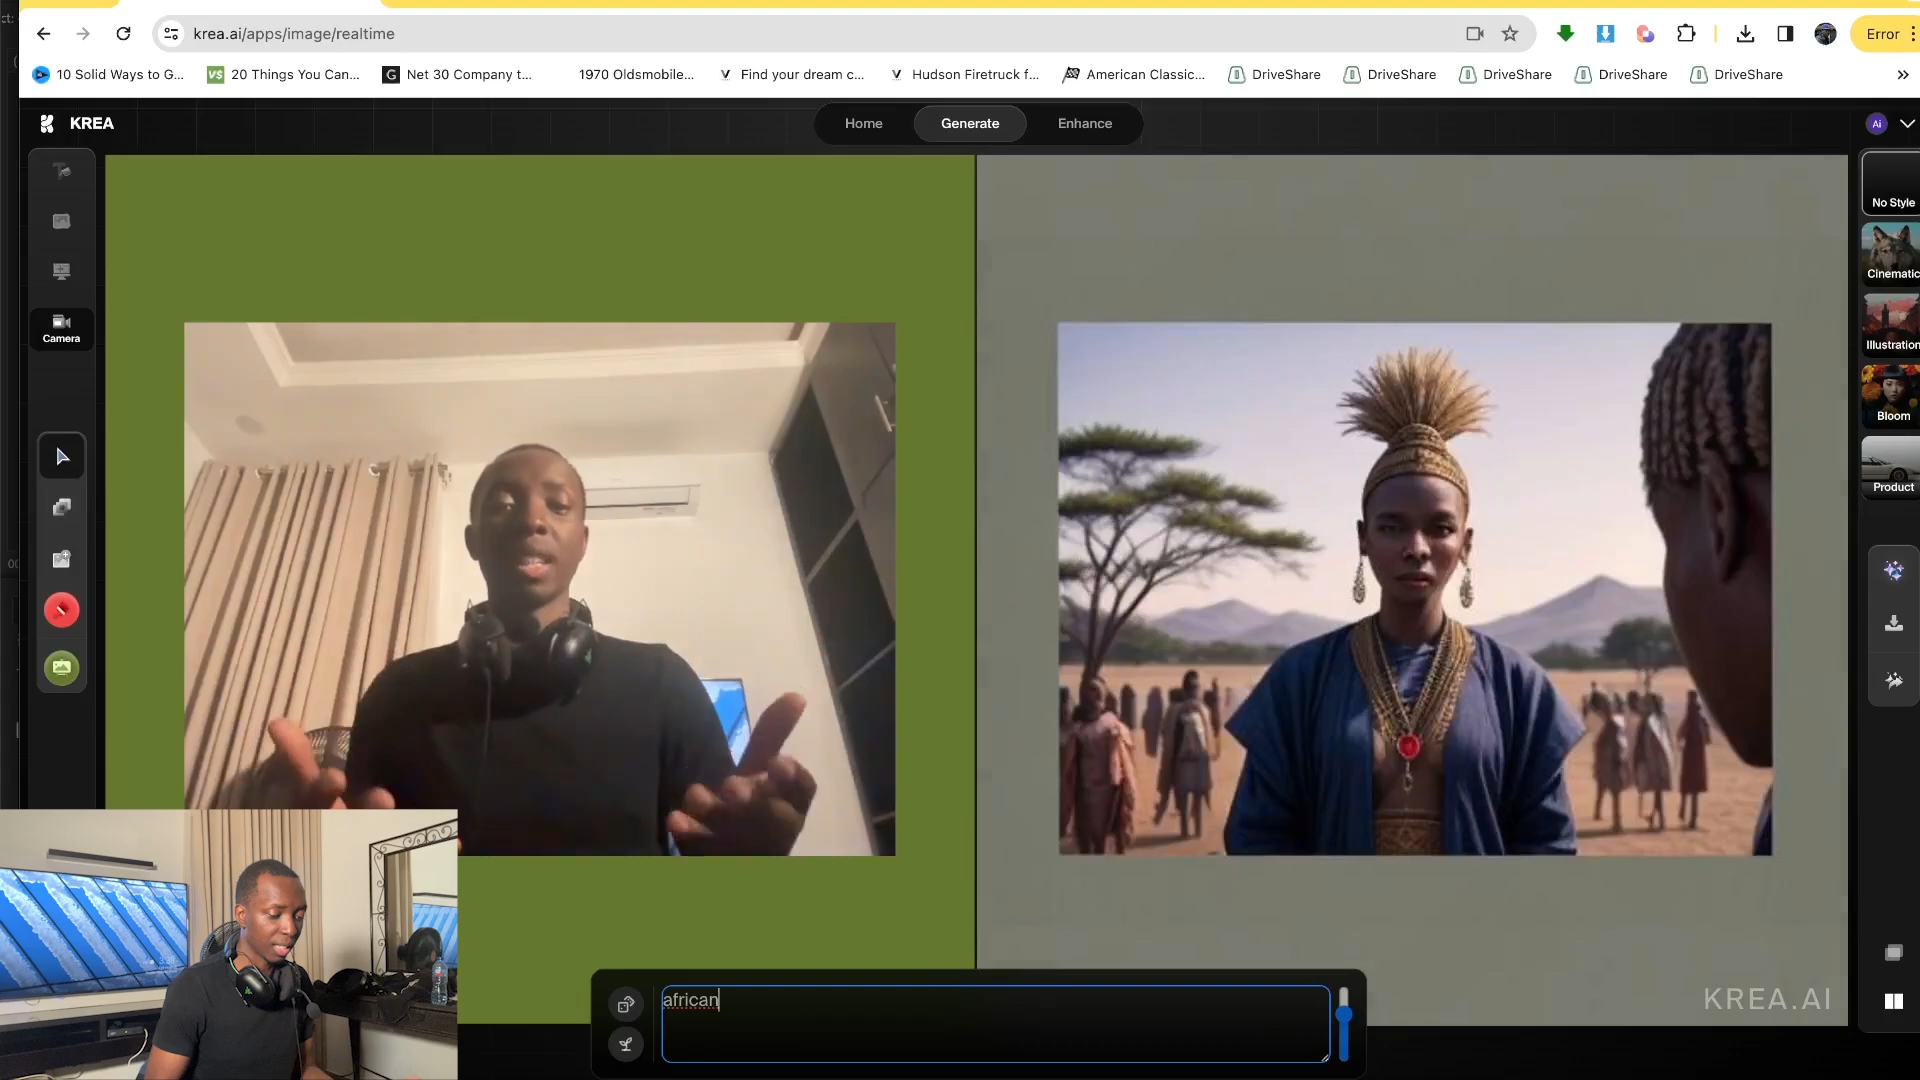 krea.ai/apps/image/realtime
Error
10 Solid Ways to G...
20 Things You Can...
Net 30 Company t...
1970 Oldsmobile...
Find your dream c...
Hudson Firetruck f...
American Classic...
DriveShare
DriveShare
DriveShare
DriveShare
DriveShare
KREA
Home
Generate
Enhance
Ai
No Style
Camera
Cinematic
Illustration
Bloom
Product
african
KREA.AI